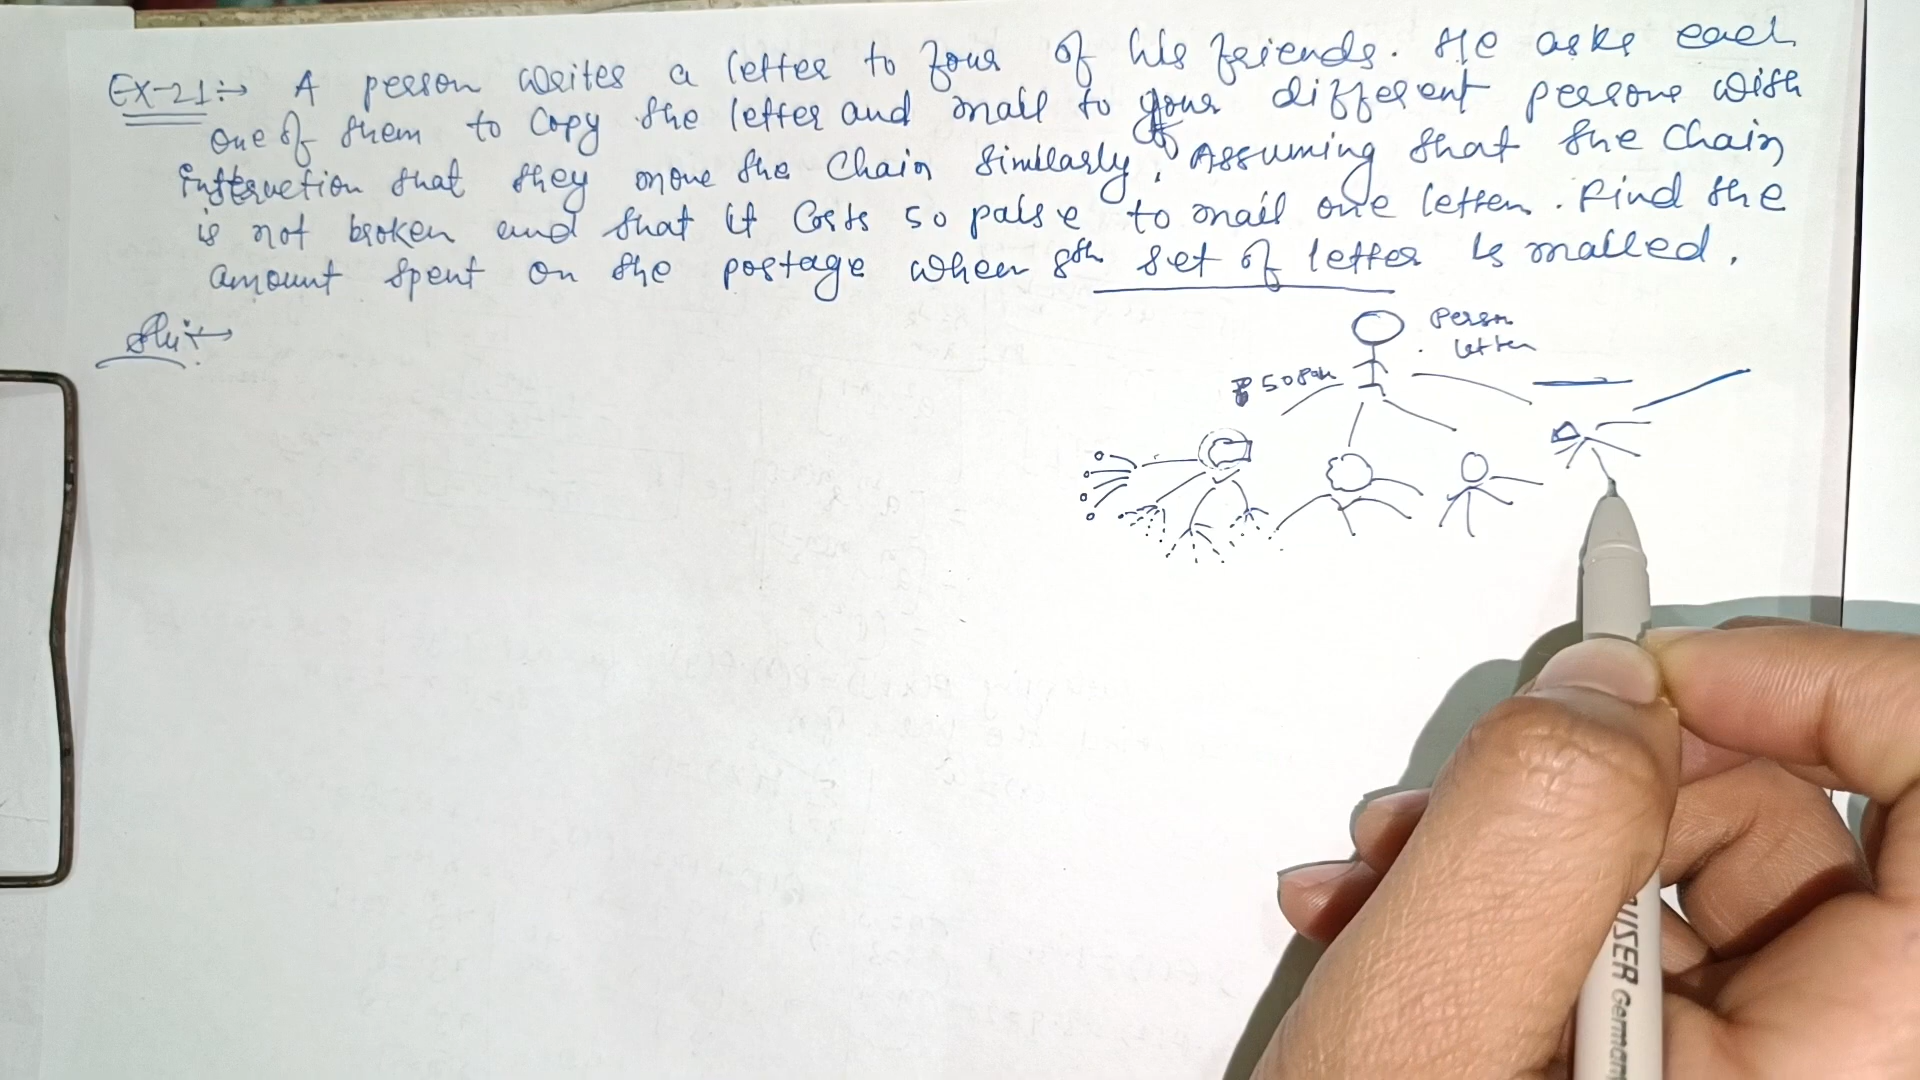 Ex-21:→ A person writes a letter to four of his friends. He asks each
one of them to copy the letter and mail to four different persons with
instruction that they move the chain similarly. Assuming that the chain
is not broken and that it costs 50 paise to mail one letter. Find the
amount spent on the postage when 8th set of letter is mailed.
Person
letter
50
UISER Germany